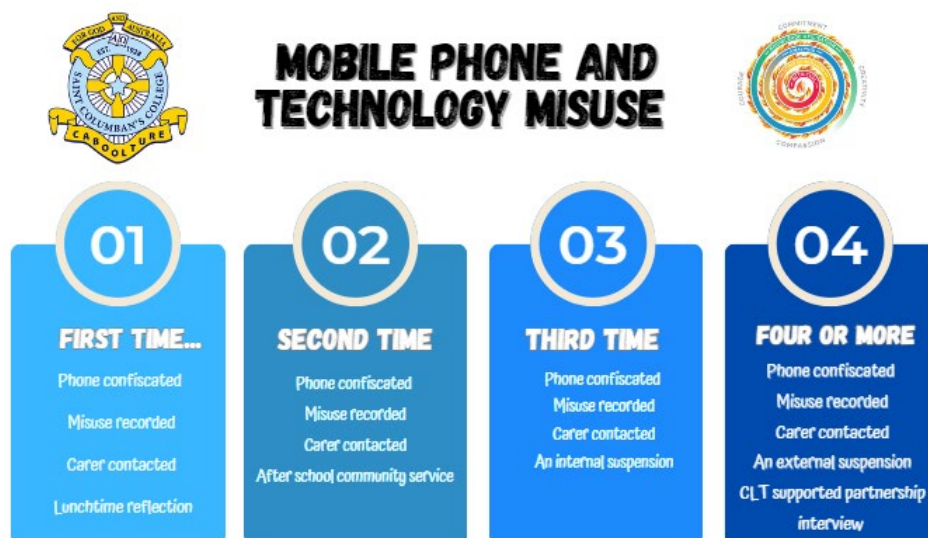 FOR GOD AND AUSTRALIA
EST. 1928
SAINT COLUMBAN'S COLLEGE
CABOOLTURE
MOBILE PHONE AND
TECHNOLOGY MISUSE
COMMITMENT
COURAGE
CREATIVITY
COMPASSION
01
FIRST TIME...
Phone confiscated
Misuse recorded
Carer contacted
Lunchtime reflection
02
SECOND TIME
Phone confiscated
Misuse recorded
Carer contacted
After school community service
03
THIRD TIME
Phone confiscated
Misuse recorded
Carer contacted
An internal suspension
04
FOUR OR MORE
Phone confiscated
Misuse recorded
Carer contacted
An external suspension
CLT supported partnership
interview